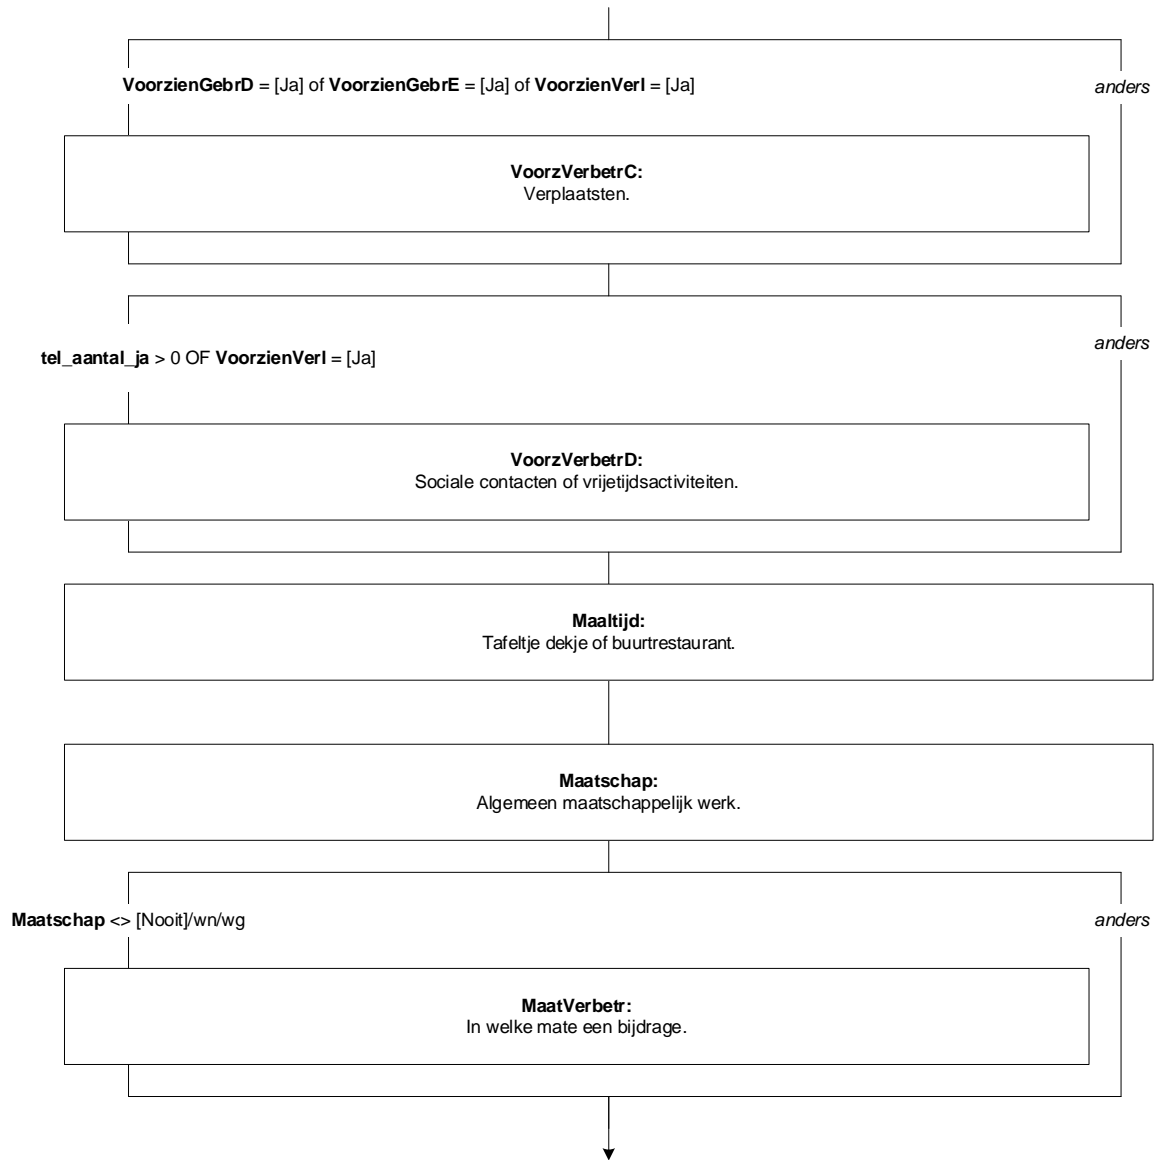 VoorzienGebrD = [Ja] of VoorzienGebrE = [Ja] of VoorzienVerl = [Ja]
anders
VoorzVerbetrC:
Verplaatsten.
anders
tel_aantal_ja > 0 OF VoorzienVerl = [Ja]
VoorzVerbetrD:
Sociale contacten of vrijetijdsactiviteiten.
Maaltijd:
Tafeltje dekje of buurtrestaurant.
Maatschap:
Algemeen maatschappelijk werk.
Maatschap <> [Nooit]/wn/wg
anders
MaatVerbetr:
In welke mate een bijdrage.